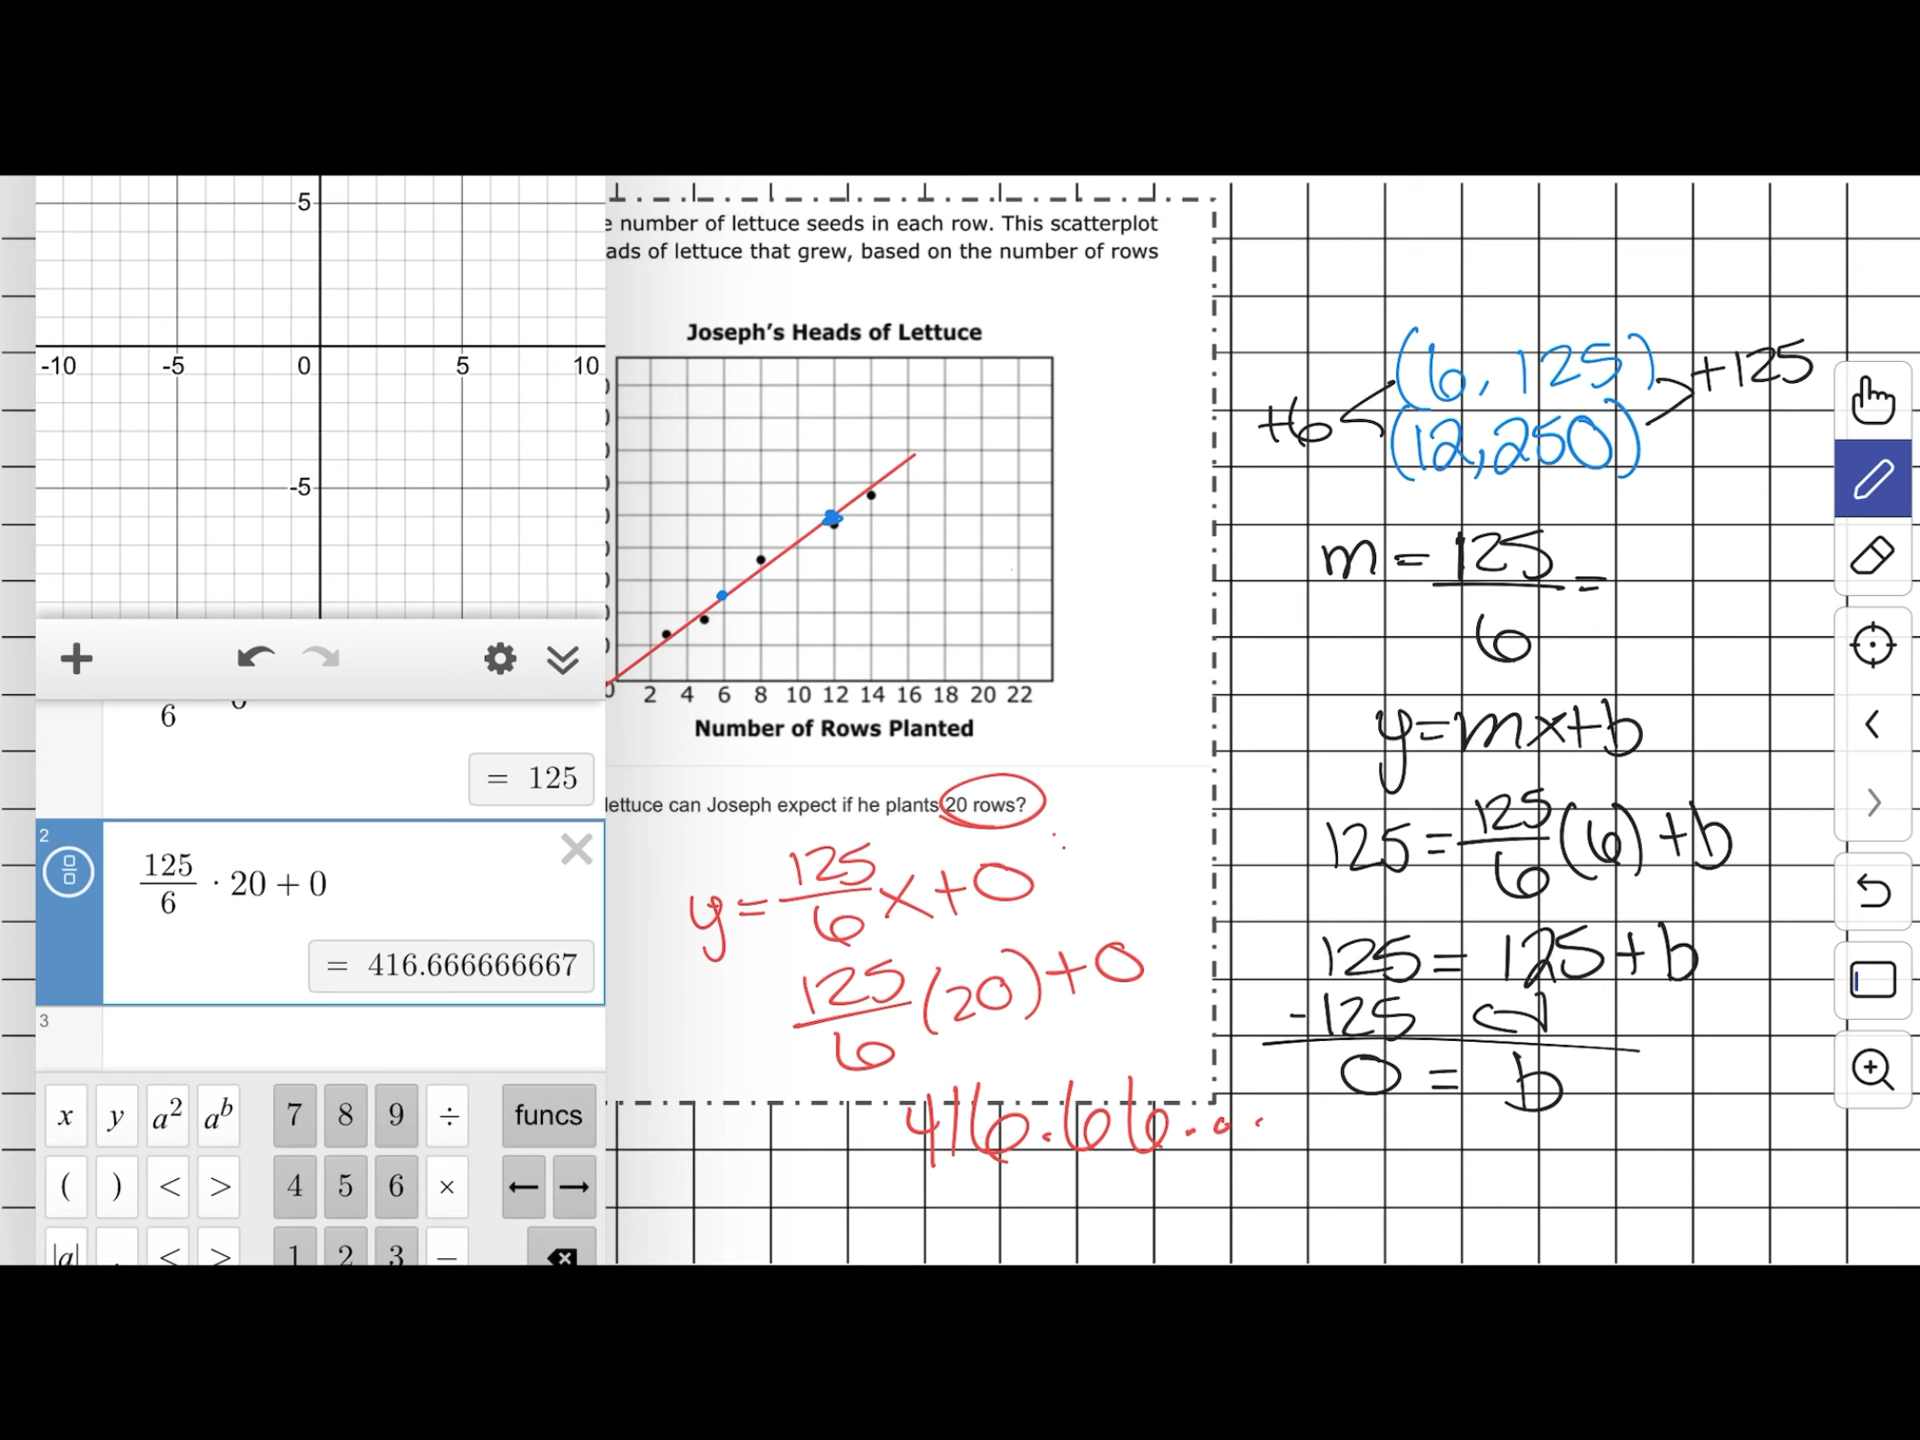 5
-10 -5 0 5 10
-5
6
= 125
2
125/6 · 20 + 0
= 416.666666667
3
x y a² aᵇ 7 8 9 ÷ funcs
( ) < > 4 5 6 × ← →
|a| < > 1 2 3 −
number of lettuce seeds in each row. This scatterplot
ads of lettuce that grew, based on the number of rows
Joseph's Heads of Lettuce
0 2 4 6 8 10 12 14 16 18 20 22
Number of Rows Planted
lettuce can Joseph expect if he plants 20 rows?
y = 125/6 x + 0
125/6 (20) + 0
416.66...
(6, 125) +125
+6 (12, 250)
m = 125/6 =
y = mx + b
125 = 125/6 (6) + b
125 = 125 + b
-125
0 = b